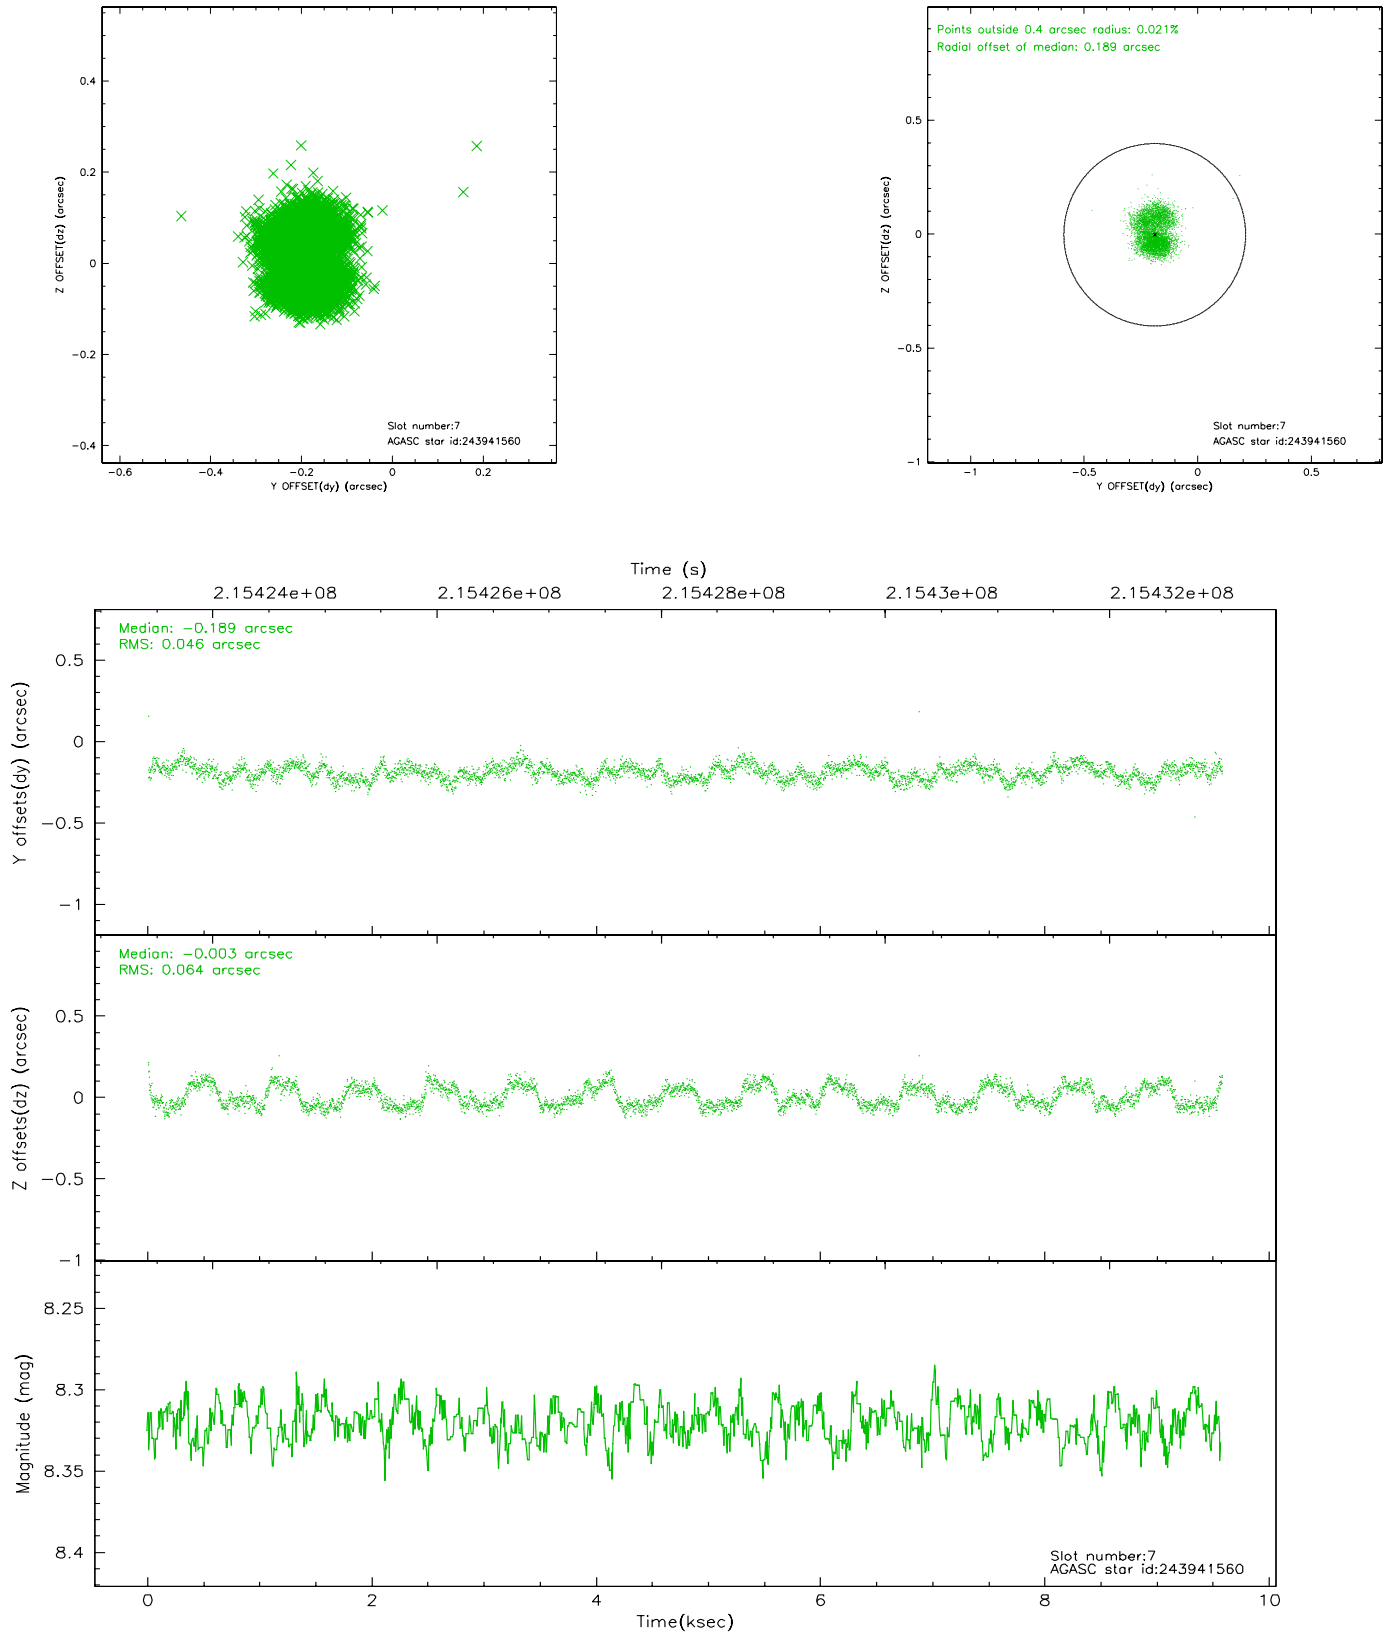 0.4
0.2
0
−0.2
−0.4
Z OFFSET(dz) (arcsec)
Slot number:7
AGASC star id:243941560
−0.6 −0.4 −0.2 0 0.2
Y OFFSET(dy) (arcsec)
Points outside 0.4 arcsec radius: 0.021%
Radial offset of median: 0.189 arcsec
0.5
0
−0.5
−1
Z OFFSET(dz) (arcsec)
Slot number:7
AGASC star id:243941560
−1 −0.5 0 0.5
Y OFFSET(dy) (arcsec)
Time (s)
2.15424e+08 2.15426e+08 2.15428e+08 2.1543e+08 2.15432e+08
Median: −0.189 arcsec
RMS: 0.046 arcsec
0.5
0
−0.5
−1
Y offsets(dy) (arcsec)
Median: −0.003 arcsec
RMS: 0.064 arcsec
0.5
0
−0.5
−1
Z offsets(dz) (arcsec)
8.25
8.3
8.35
8.4
Magnitude (mag)
Slot number:7
AGASC star id:243941560
0 2 4 6 8 10
Time(ksec)